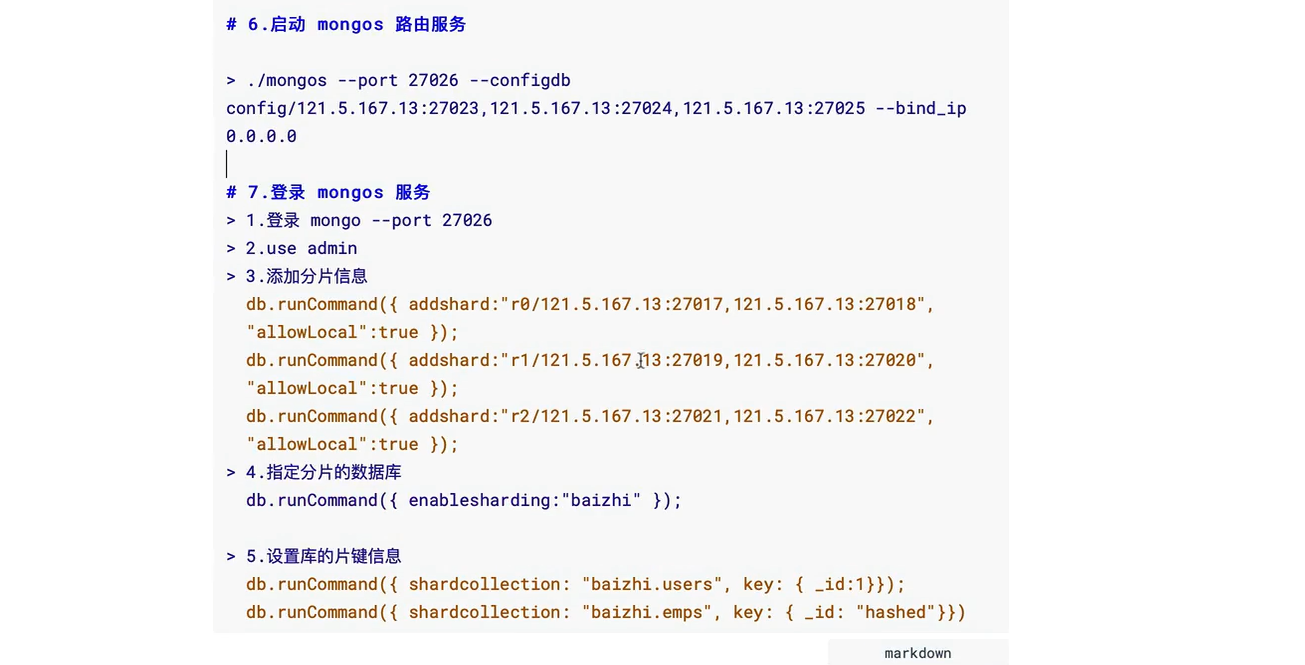 # 6.启动 mongos 路由服务
> ./mongos --port 27026 --configdb
config/121.5.167.13:27023,121.5.167.13:27024,121.5.167.13:27025 --bind_ip
0.0.0.0
# 7.登录 mongos 服务
> 1.登录 mongo --port 27026
> 2.use admin
> 3.添加分片信息
db.runCommand({ addshard:"r0/121.5.167.13:27017,121.5.167.13:27018",
"allowLocal":true });
db.runCommand({ addshard:"r1/121.5.167.13:27019,121.5.167.13:27020",
"allowLocal":true });
db.runCommand({ addshard:"r2/121.5.167.13:27021,121.5.167.13:27022",
"allowLocal":true });
> 4.指定分片的数据库
db.runCommand({ enablesharding:"baizhi" });
> 5.设置库的片键信息
db.runCommand({ shardcollection: "baizhi.users", key: { _id:1}});
db.runCommand({ shardcollection: "baizhi.emps", key: { _id: "hashed"}})
markdown